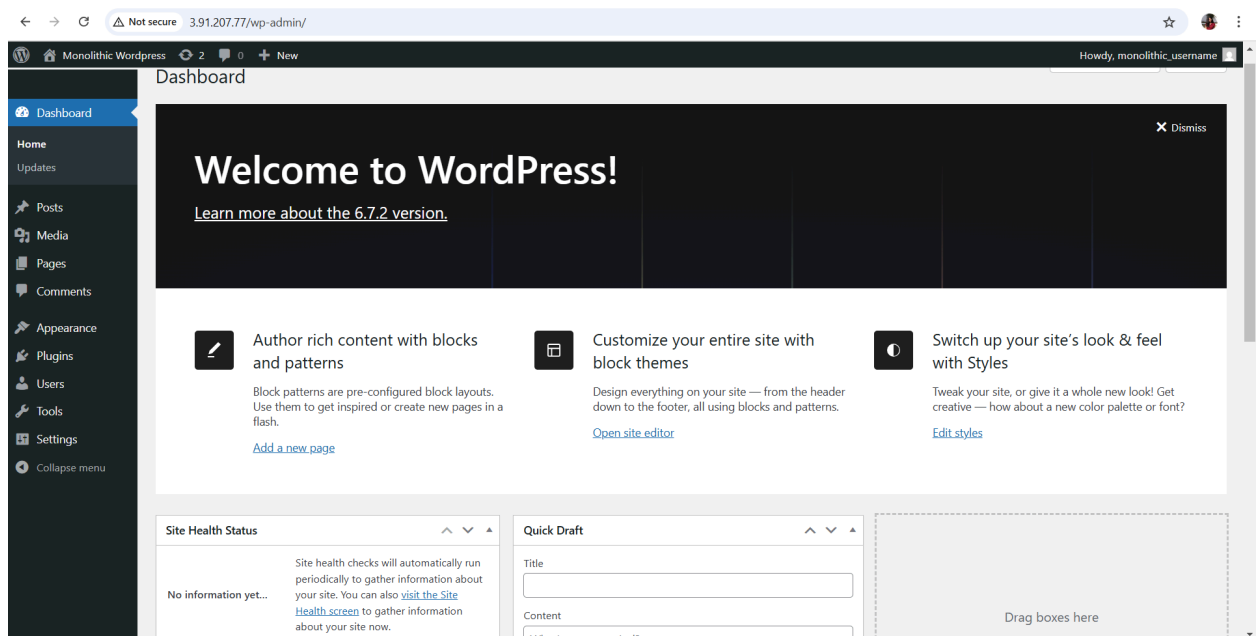 Not secure 3.91.207.77/wp-admin/
Monolithic Wordpress 2 0 New Howdy, monolithic_username
Dashboard
Dashboard
Home
Updates
Posts
Media
Pages
Comments
Appearance
Plugins
Users
Tools
Settings
Collapse menu
Dismiss
Welcome to WordPress!
Learn more about the 6.7.2 version.
Author rich content with blocks
and patterns
Block patterns are pre-configured block layouts.
Use them to get inspired or create new pages in a
flash.
Add a new page
Customize your entire site with
block themes
Design everything on your site — from the header
down to the footer, all using blocks and patterns.
Open site editor
Switch up your site’s look & feel
with Styles
Tweak your site, or give it a whole new look! Get
creative — how about a new color palette or font?
Edit styles
Site Health Status
No information yet...
Site health checks will automatically run
periodically to gather information about
your site. You can also visit the Site
Health screen to gather information
about your site now.
Quick Draft
Title
Content
Drag boxes here